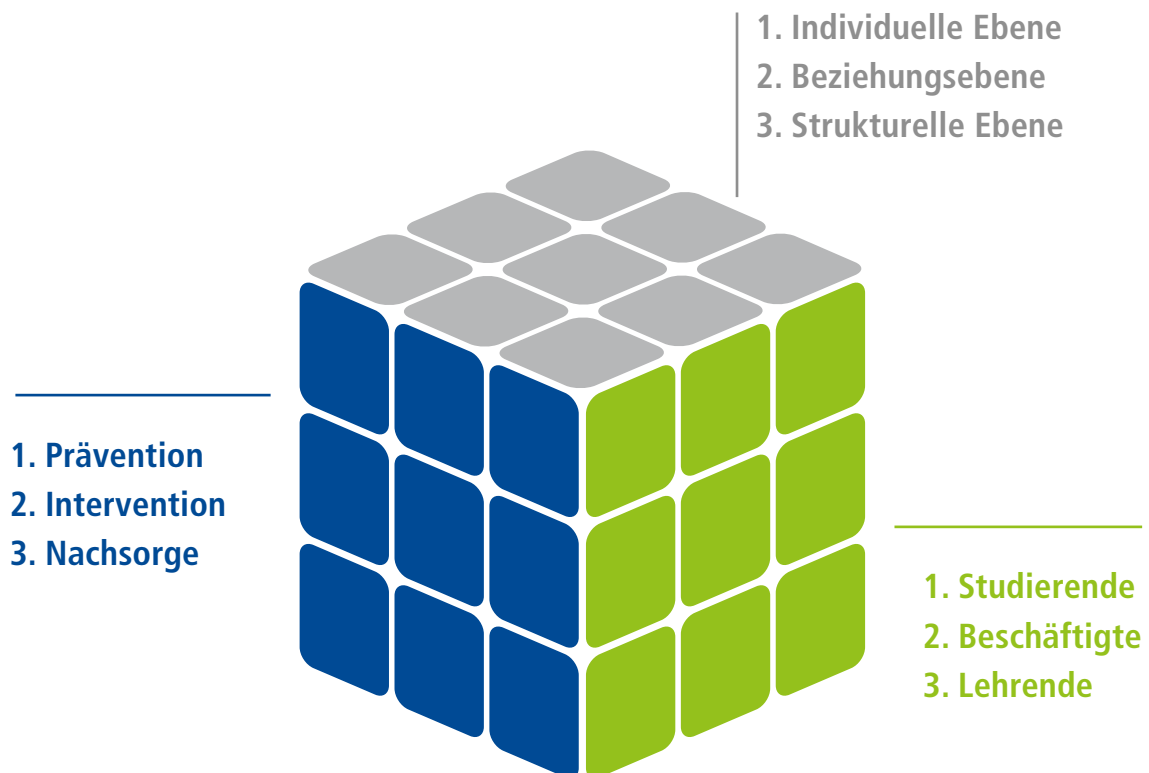 1. Individuelle Ebene
2. Beziehungsebene
3. Strukturelle Ebene
1. Prävention
2. Intervention
3. Nachsorge
1. Studierende
2. Beschäftigte
3. Lehrende